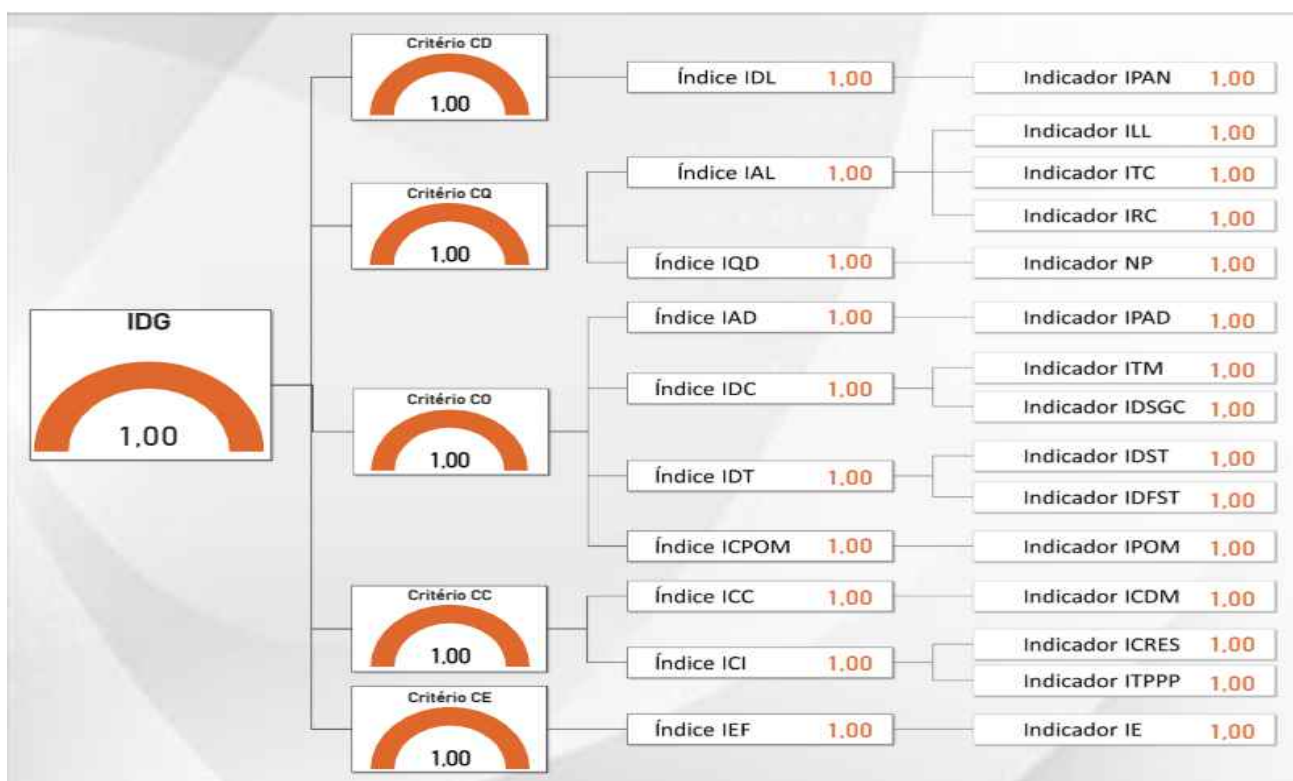 IDG
1,00
Critério CD
1.00
Índice IDL 1,00
Indicador IPAN 1,00
Critério CQ
1.00
Índice IAL 1,00
Indicador ILL 1,00
Indicador ITC 1,00
Indicador IRC 1,00
Índice IQD 1,00
Indicador NP 1,00
Critério CO
1.00
Índice IAD 1,00
Indicador IPAD 1,00
Índice IDC 1,00
Indicador ITM 1,00
Indicador IDSGC 1,00
Índice IDT 1,00
Indicador IDST 1,00
Indicador IDFST 1,00
Índice ICPOM 1,00
Indicador IPOM 1,00
Critério CC
1.00
Índice ICC 1,00
Indicador ICDM 1,00
Índice ICI 1,00
Indicador ICRES 1,00
Indicador ITPPP 1,00
Critério CE
1.00
Índice IEF 1,00
Indicador IE 1,00